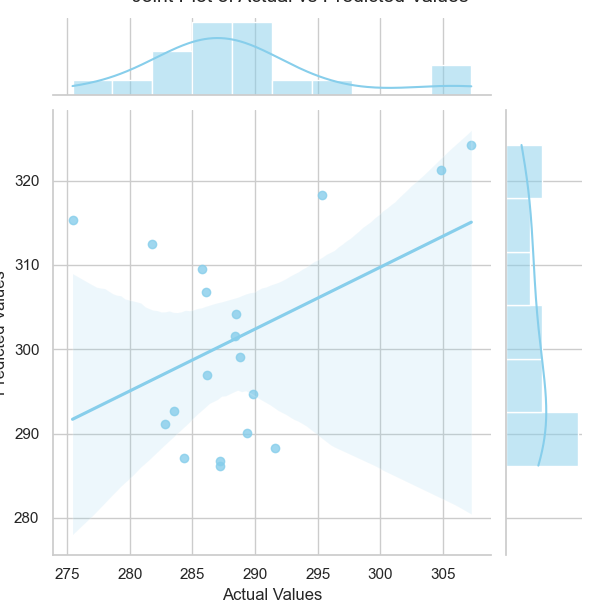 Joint Plot of Actual vs Predicted Values
320
310
300
290
280
Predicted Values
275 280 285 290 295 300 305
Actual Values